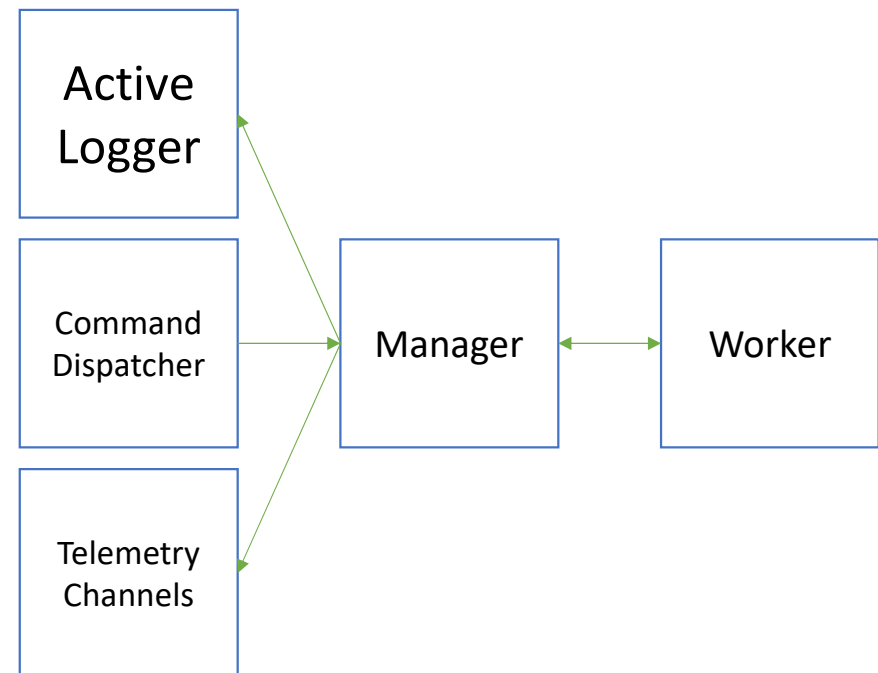 Active
Logger
Command
Dispatcher
Manager
Worker
Telemetry
Channels